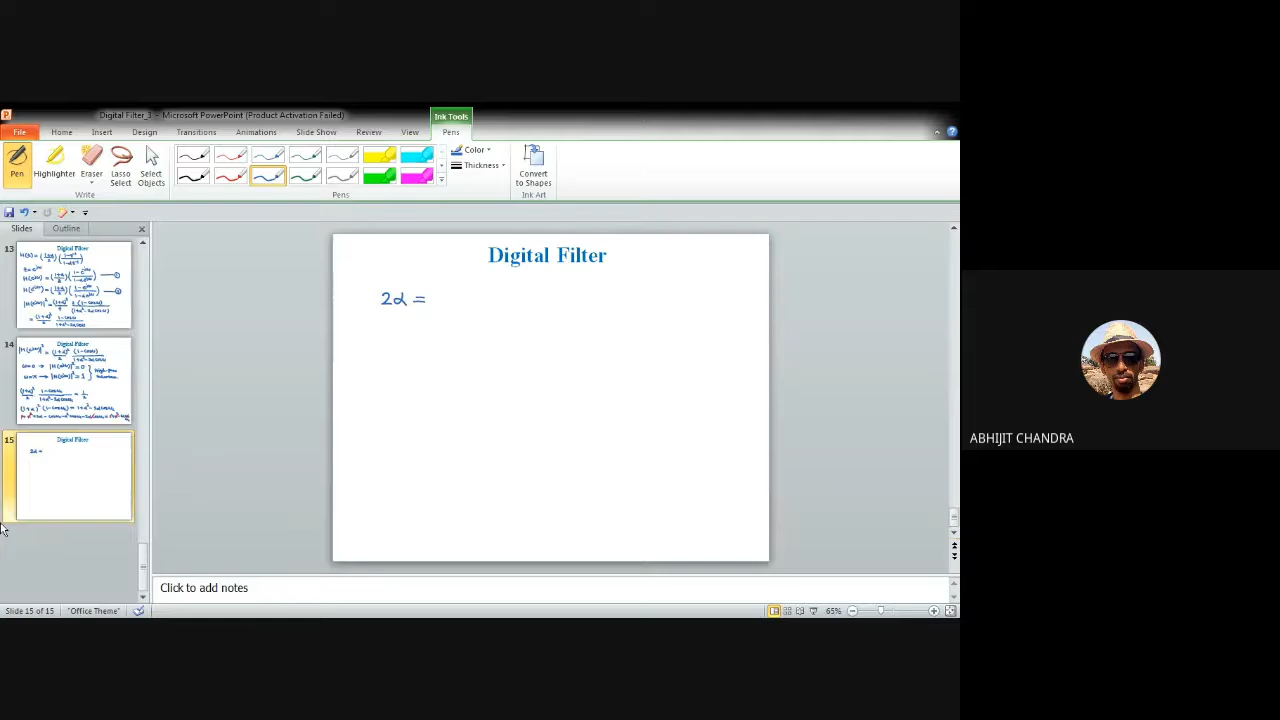 Digital Filter_3 - Microsoft PowerPoint (Product Activation Failed)
Ink Tools
File Home Insert Design Transitions Animations Slide Show Review View Pens
Pen Highlighter Eraser Lasso Select Select Objects Color Thickness Convert to Shapes
Write Pens Ink Art
Slides Outline
13 Digital Filter
14 Digital Filter
15 Digital Filter
2α =
Digital Filter
2α =
ABHIJIT CHANDRA
Click to add notes
Slide 15 of 15 "Office Theme" 65%